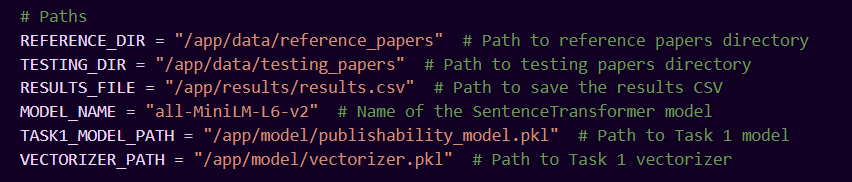 # Paths
REFERENCE_DIR = "/app/data/reference_papers"  # Path to reference papers directory
TESTING_DIR = "/app/data/testing_papers"  # Path to testing papers directory
RESULTS_FILE = "/app/results/results.csv"  # Path to save the results CSV
MODEL_NAME = "all-MiniLM-L6-v2"  # Name of the SentenceTransformer model
TASK1_MODEL_PATH = "/app/model/publishability_model.pkl"  # Path to Task 1 model
VECTORIZER_PATH = "/app/model/vectorizer.pkl"  # Path to Task 1 vectorizer